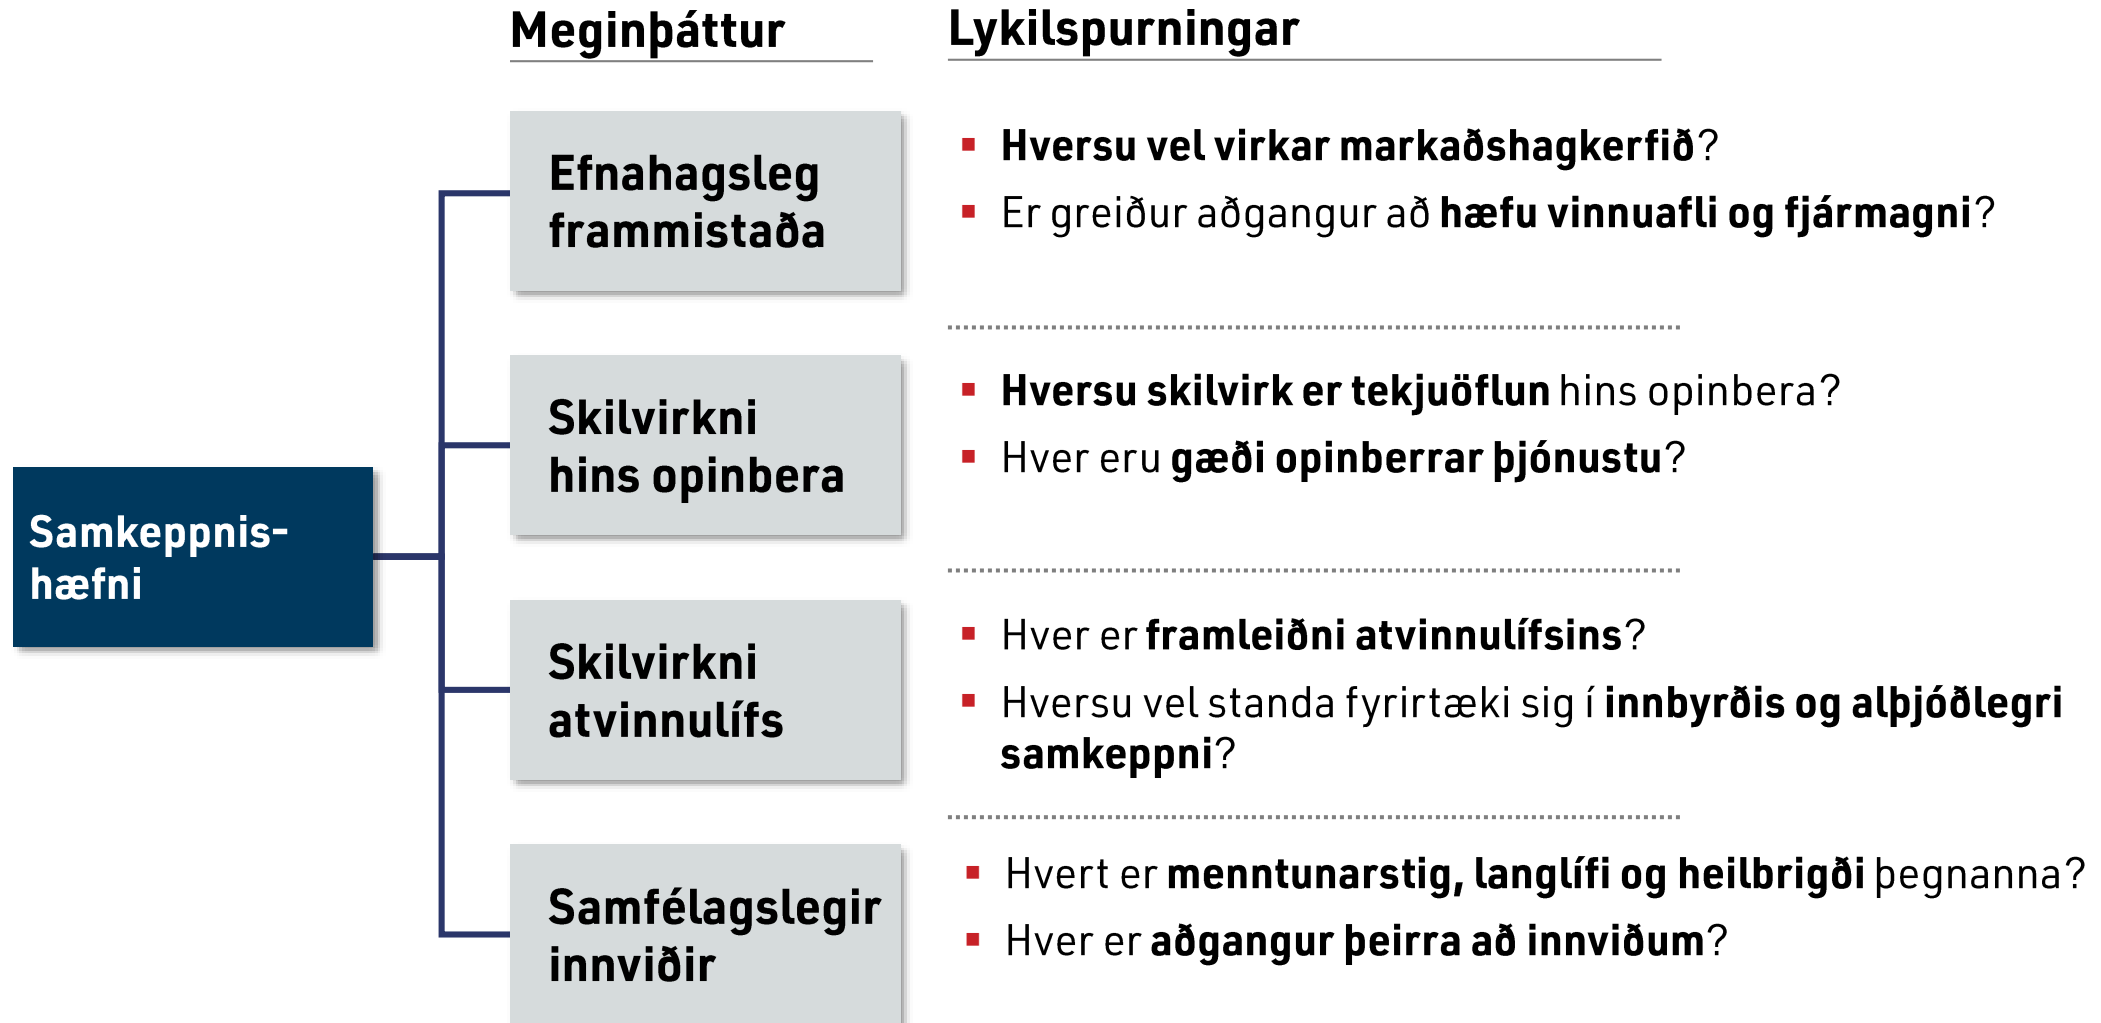 Meginþáttur
Lykilspurningar
Samkeppnis-
hæfni
Efnahagsleg
frammistaða
▪ Hversu vel virkar markaðshagkerfið?
▪ Er greiður aðgangur að hæfu vinnuafli og fjármagni?
Skilvirkni
hins opinbera
▪ Hversu skilvirk er tekjuöflun hins opinbera?
▪ Hver eru gæði opinberrar þjónustu?
Skilvirkni
atvinnulífs
▪ Hver er framleiðni atvinnulífsins?
▪ Hversu vel standa fyrirtæki sig í innbyrðis og alþjóðlegri
samkeppni?
Samfélagslegir
innviðir
▪ Hvert er menntunarstig, langlífi og heilbrigði þegnanna?
▪ Hver er aðgangur þeirra að innviðum?